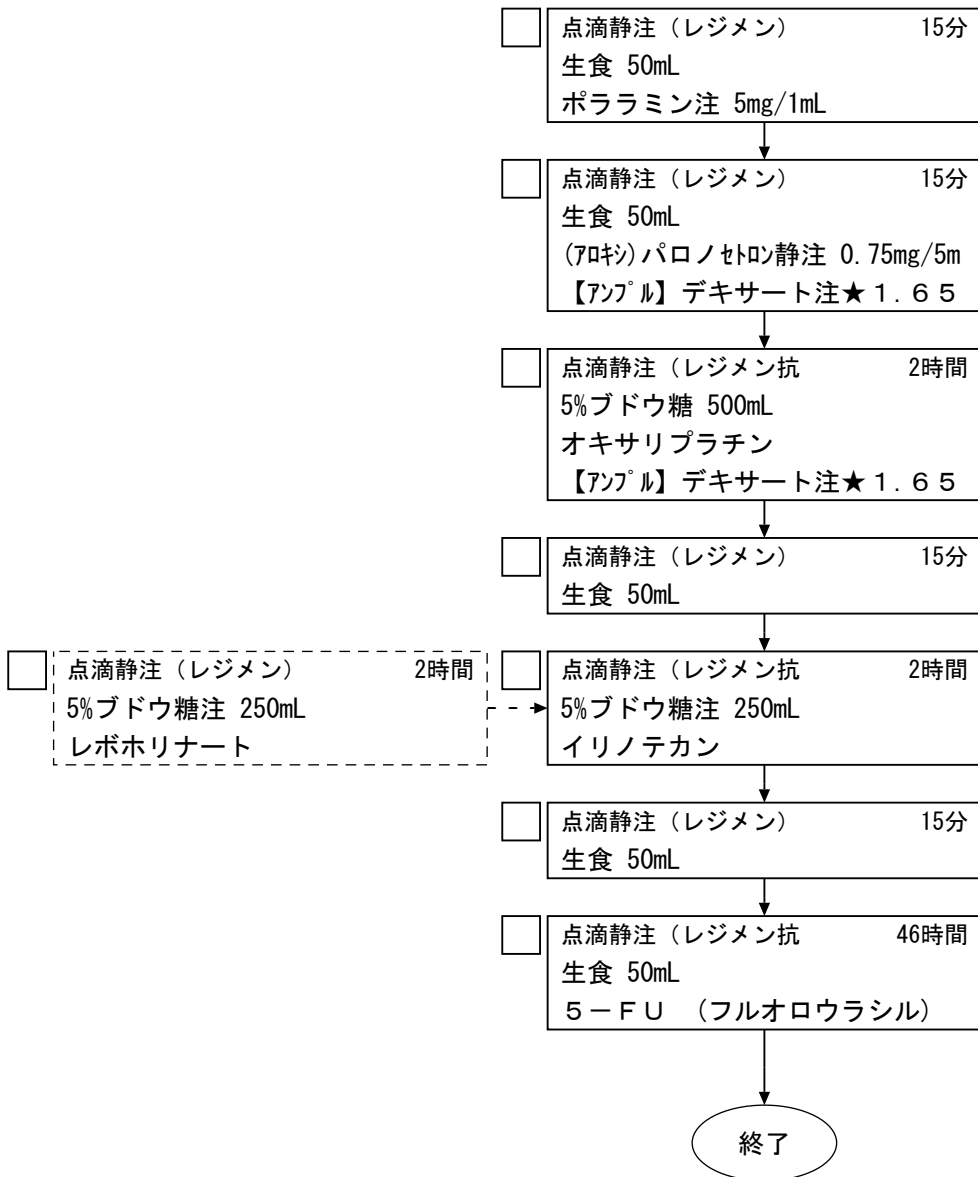 点滴静注（レジメン） 15分
生食 50mL
ポララミン注 5mg/1mL
点滴静注（レジメン） 15分
生食 50mL
(ｱﾛｷｼ)パロノｾﾄﾛﾝ静注 0.75mg/5m
【ｱﾝﾌﾟﾙ】デキサート注★１.６５
点滴静注（レジメン抗 2時間
5%ブドウ糖 500mL
オキサリプラチン
【ｱﾝﾌﾟﾙ】デキサート注★１.６５
点滴静注（レジメン） 15分
生食 50mL
点滴静注（レジメン） 2時間
5%ブドウ糖注 250mL
レボホリナート
点滴静注（レジメン抗 2時間
5%ブドウ糖注 250mL
イリノテカン
点滴静注（レジメン） 15分
生食 50mL
点滴静注（レジメン抗 46時間
生食 50mL
５－ＦＵ （フルオロウラシル）
終了